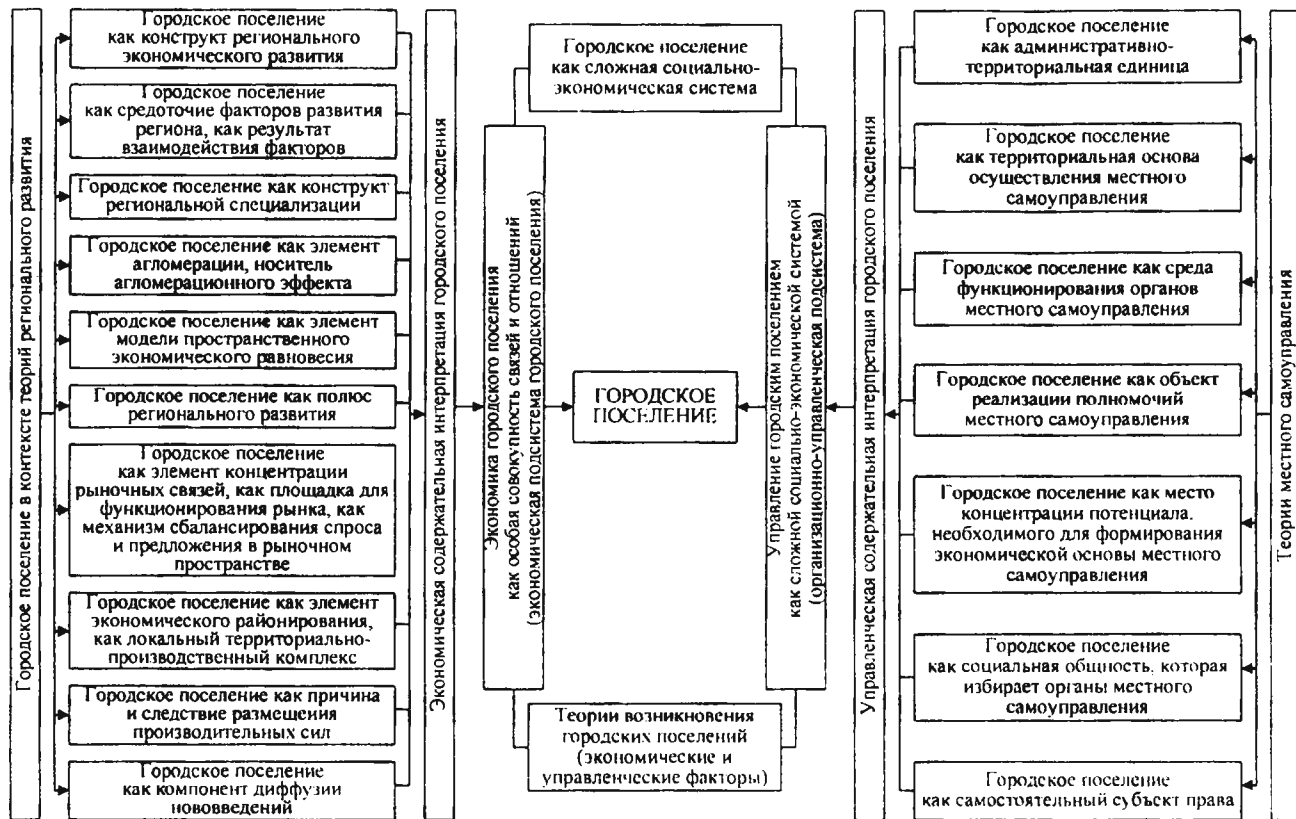 Городское поселение в контексте теорий регионального развития
Городское поселение
как конструкт регионального
экономического развития
Городское поселение
как средоточие факторов развития
региона, как результат
взаимодействия факторов
Городское поселение как конструкт
региональной специализации
Городское поселение как элемент
агломерации, носитель
агломерационного эффекта
Городское поселение как элемент
модели пространственного
экономического равновесия
Городское поселение как полюс
регионального развития
Городское поселение
как элемент концентрации
рыночных связей, как площадка для
функционирования рынка, как
механизм сбалансирования спроса
и предложения в рыночном
пространстве
Городское поселение как элемент
экономического районирования,
как локальный территориально-
производственный комплекс
Городское поселение как причина
и следствие размещения
производительных сил
Городское поселение
как компонент диффузии
нововведений
Экономическая содержательная интерпретация городского поселения
Городское поселение
как сложная социально-
экономическая система
Экономика городского поселения
как особая совокупность связей и отношений
(экономическая подсистема городского поселения)
ГОРОДСКОЕ
ПОСЕЛЕНИЕ
Управление городским поселением
как сложной социально-экономической системой
(организационно-управленческая подсистема)
Теории возникновения
городских поселений
(экономические и
управленческие факторы)
Управленческая содержательная интерпретация городского поселения
Городское поселение
как административно-
территориальная единица
Городское поселение
как территориальная основа
осуществления местного
самоуправления
Городское поселение как среда
функционирования органов
местного самоуправления
Городское поселение как объект
реализации полномочий
местного самоуправления
Городское поселение как место
концентрации потенциала,
необходимого для формирования
экономической основы местного
самоуправления
Городское поселение
как социальная общность, которая
избирает органы местного
самоуправления
Городское поселение
как самостоятельный субъект права
Теории местного самоуправления